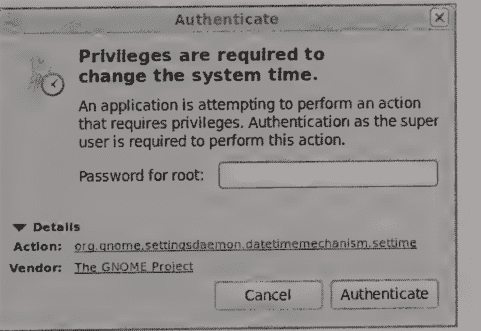 Authenticate
Privileges are required to
change the system time.
An application is attempting to perform an action
that requires privileges. Authentication as the super
user is required to perform this action.
Password for root:
Details
Action: org.gnome.settingsdaemon.datetimemechanism.settime
Vendor: The GNOME Project
Cancel Authenticate